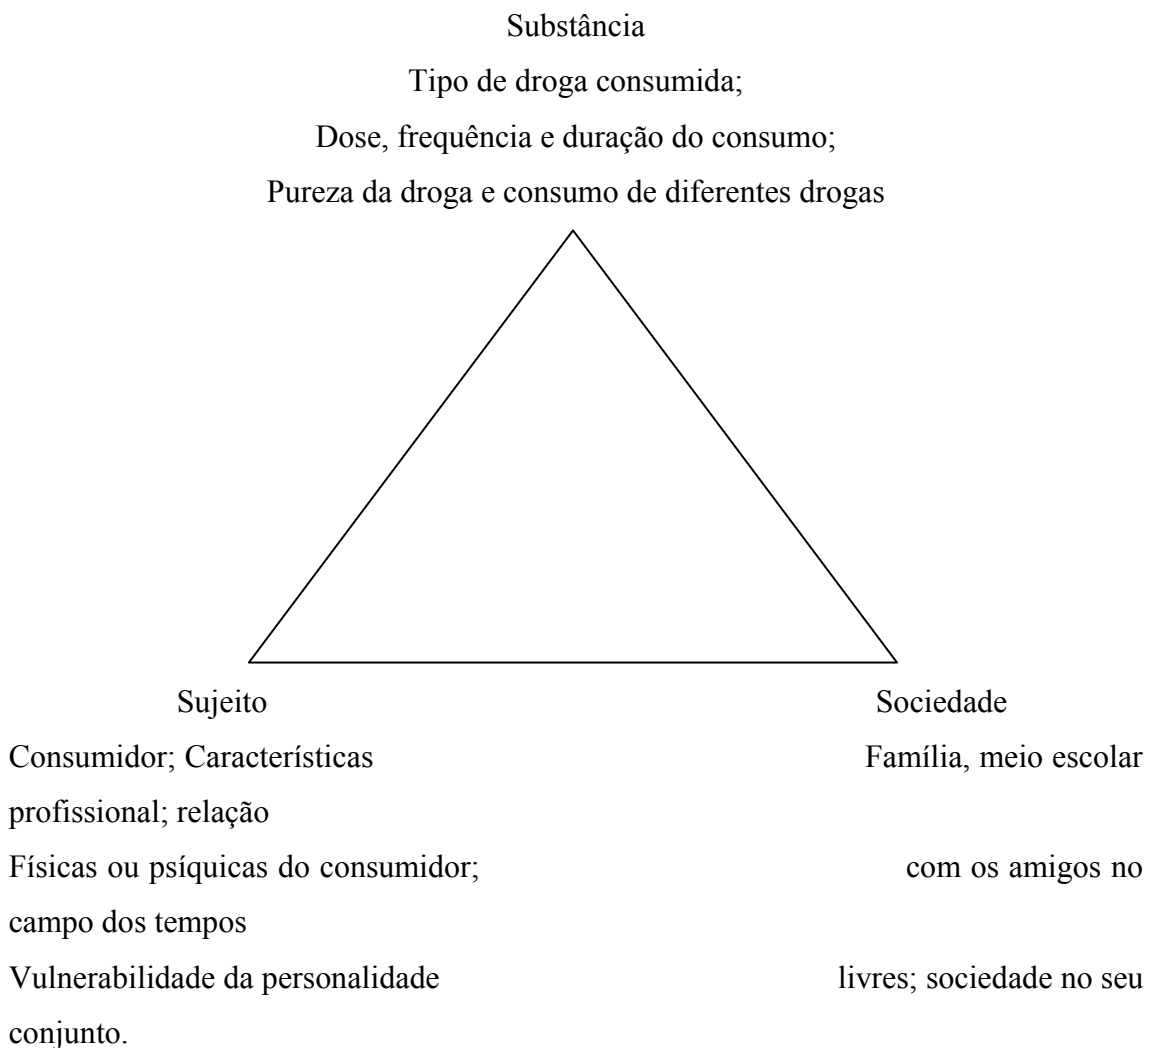 Substância
Tipo de droga consumida;
Dose, frequência e duração do consumo;
Pureza da droga e consumo de diferentes drogas
Sujeito Sociedade
Consumidor; Características Família, meio escolar
profissional; relação
Físicas ou psíquicas do consumidor; com os amigos no
campo dos tempos
Vulnerabilidade da personalidade livres; sociedade no seu
conjunto.